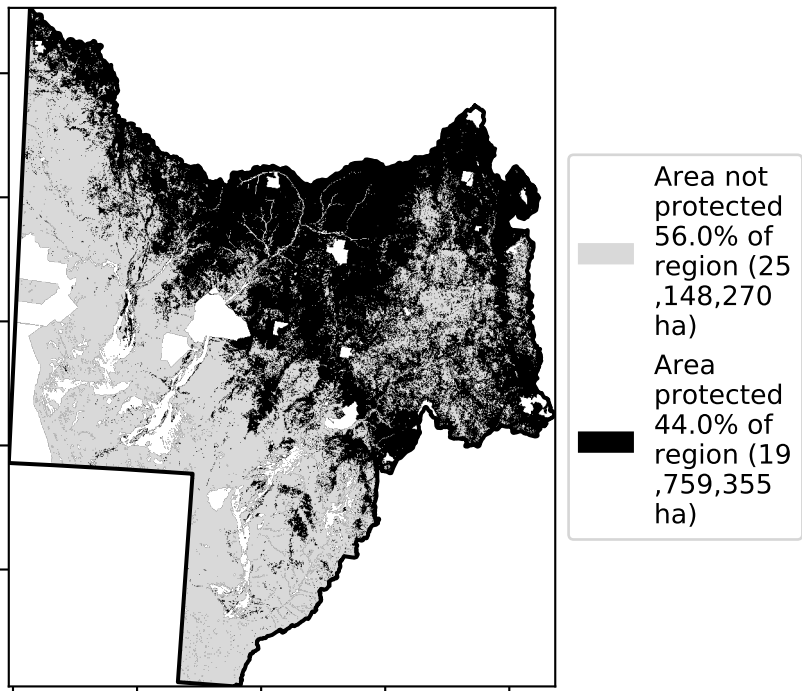 Area not
protected
56.0% of
region (25
,148,270
ha)
Area
protected
44.0% of
region (19
,759,355
ha)